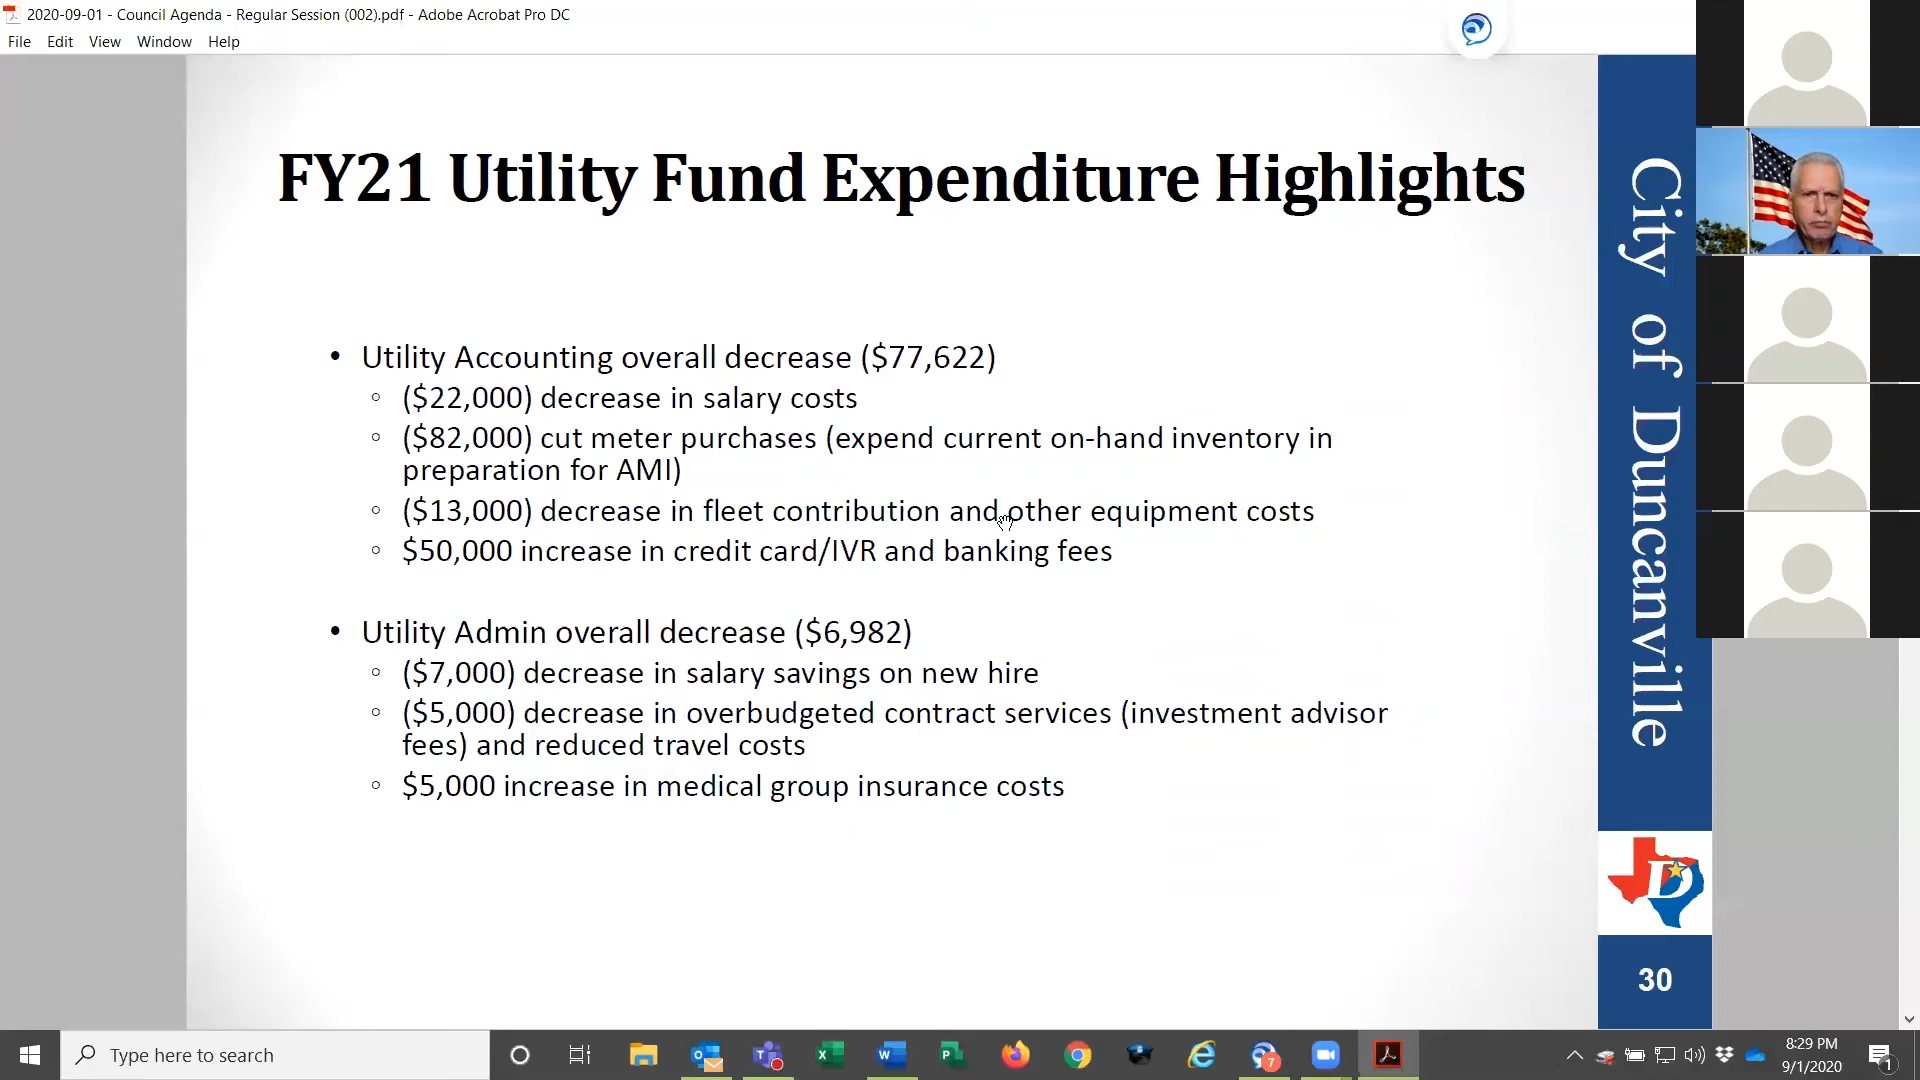 2020-09-01 - Council Agenda - Regular Session (002).pdf - Adobe Acrobat Pro DC
File Edit View Window Help
FY21 Utility Fund Expenditure Highlights
• Utility Accounting overall decrease ($77,622)
◦ ($22,000) decrease in salary costs
◦ ($82,000) cut meter purchases (expend current on-hand inventory in
preparation for AMI)
◦ ($13,000) decrease in fleet contribution and other equipment costs
◦ $50,000 increase in credit card/IVR and banking fees
• Utility Admin overall decrease ($6,982)
◦ ($7,000) decrease in salary savings on new hire
◦ ($5,000) decrease in overbudgeted contract services (investment advisor
fees) and reduced travel costs
◦ $5,000 increase in medical group insurance costs
City of Duncanville
D
30
Type here to search
7
8:29 PM
9/1/2020
1